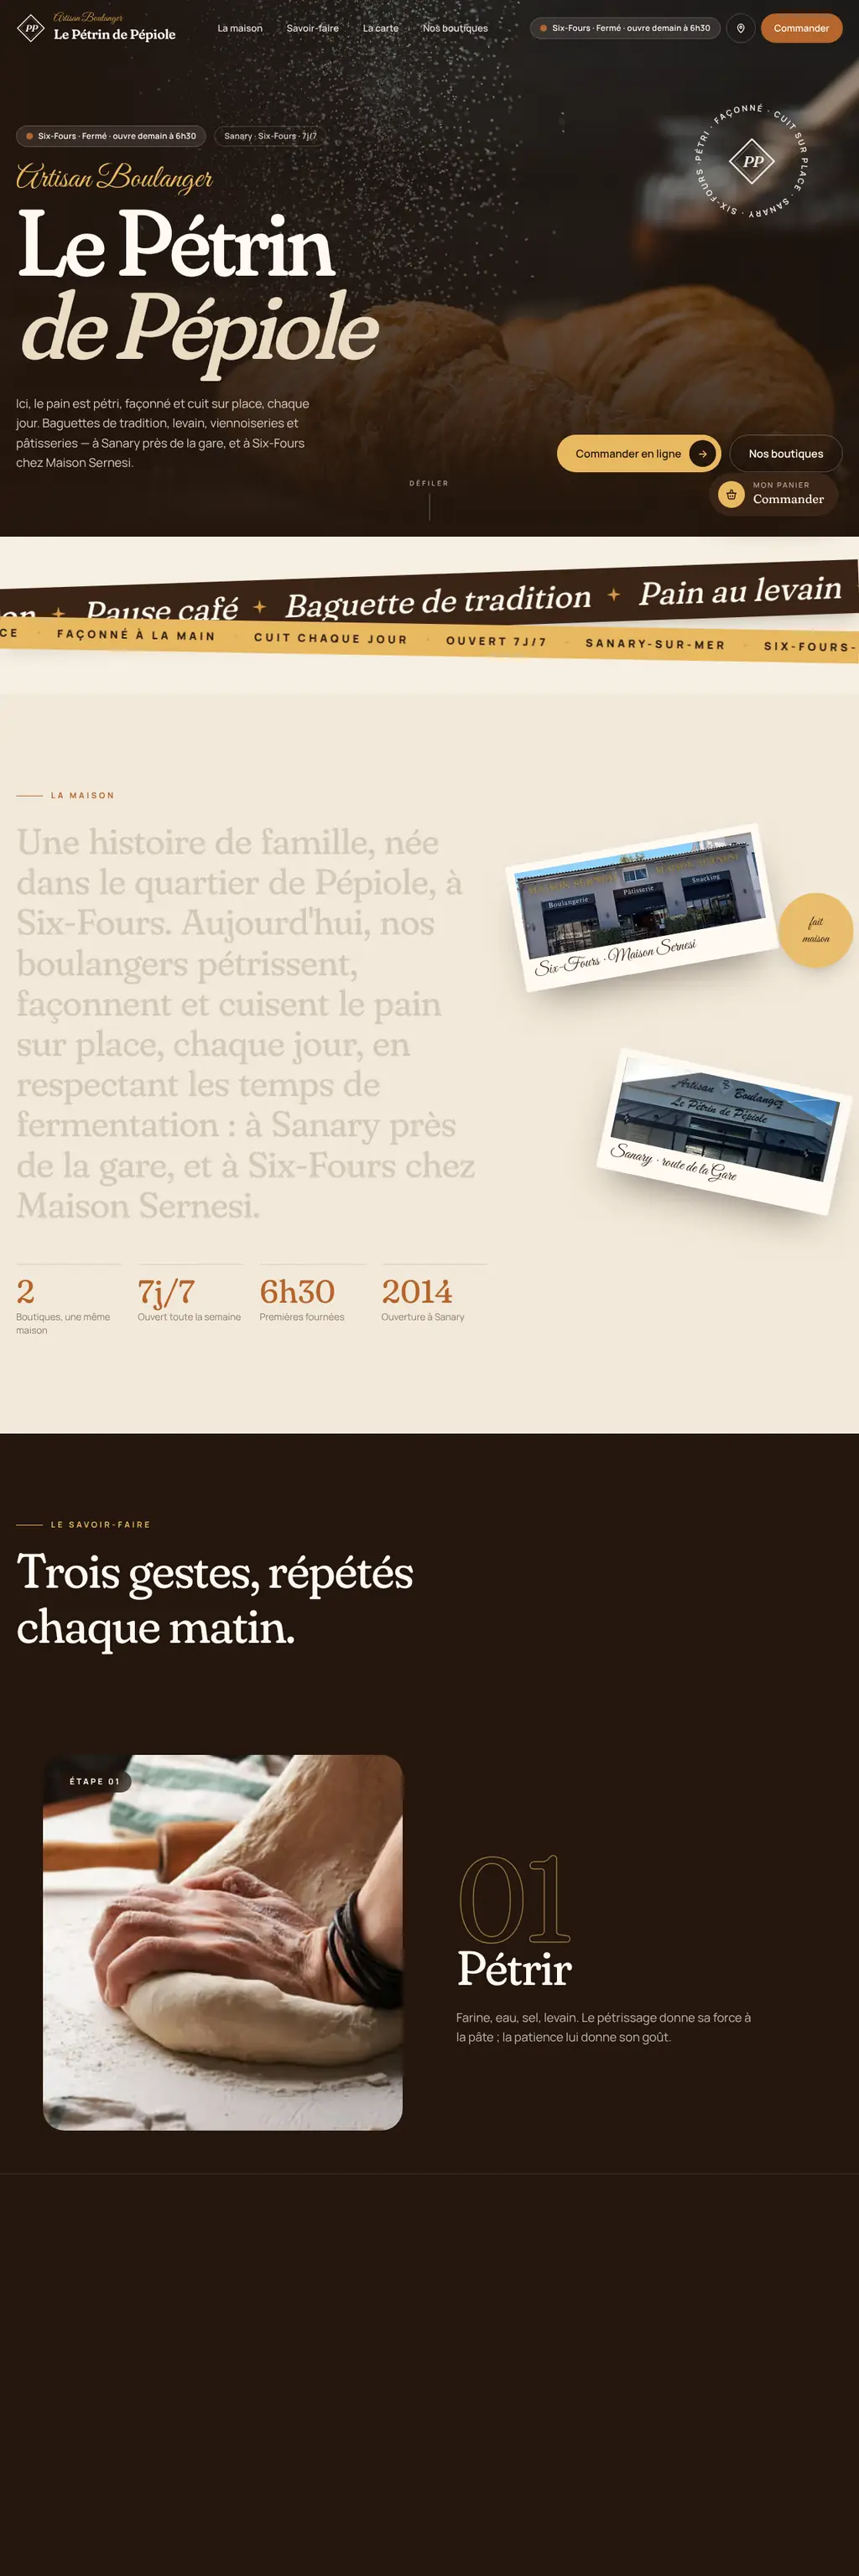 Artisan Boulanger
PP
Le Pétrin de Pépiole
La maison
Savoir-faire
La carte
Nos boutiques
Six-Fours · Fermé · ouvre demain à 6h30
Commander
Six-Fours · Fermé · ouvre demain à 6h30
Sanary · Six-Fours · 7j/7
PÉTRI · FAÇONNÉ · CUIT SUR PLACE · SANARY · SIX-FOURS ·
PP
Artisan Boulanger
Le Pétrin
de Pépiole
Ici, le pain est pétri, façonné et cuit sur place, chaque
jour. Baguettes de tradition, levain, viennoiseries et
pâtisseries — à Sanary près de la gare, et à Six-Fours
chez Maison Sernesi.
Commander en ligne
Nos boutiques
DÉFILER
MON PANIER
Commander
Pause café
Baguette de tradition
Pain au levain
CE · FAÇONNÉ À LA MAIN · CUIT CHAQUE JOUR · OUVERT 7J/7 · SANARY-SUR-MER · SIX-FOURS-
LA MAISON
Une histoire de famille, née
dans le quartier de Pépiole, à
Six-Fours. Aujourd'hui, nos
boulangers pétrissent,
façonnent et cuisent le pain
sur place, chaque jour, en
respectant les temps de
fermentation : à Sanary près
de la gare, et à Six-Fours chez
Maison Sernesi.
MAISON SERNESI
MAISON SERNESI
Boulangerie
Pâtisserie
Snacking
Six-Fours · Maison Sernesi
fait
maison
Artisan Boulanger
Le Pétrin de Pépiole
Sanary · route de la Gare
2
Boutiques, une même
maison
7j/7
Ouvert toute la semaine
6h30
Premières fournées
2014
Ouverture à Sanary
LE SAVOIR-FAIRE
Trois gestes, répétés
chaque matin.
ÉTAPE 01
01
Pétrir
Farine, eau, sel, levain. Le pétrissage donne sa force à
la pâte ; la patience lui donne son goût.